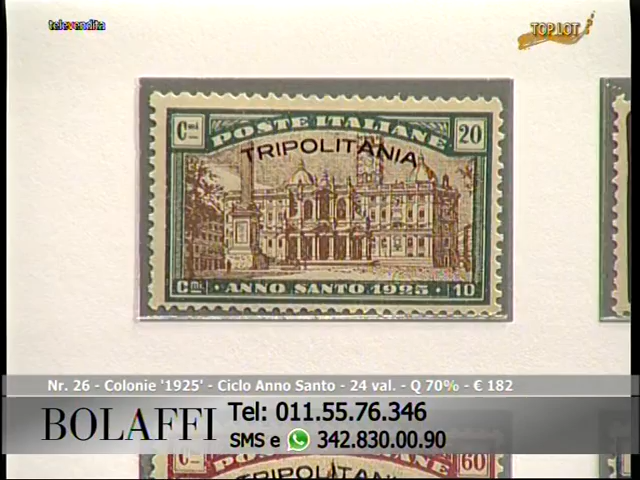 televendita
TOP LOT
Cmi 20
POSTE ITALIANE
TRIPOLITANIA
Cmi · ANNO SANTO 1925 · 10
Nr. 26 - Colonie '1925' - Ciclo Anno Santo - 24 val. - Q 70% - € 182
BOLAFFI
Tel: 011.55.76.346
SMS e 342.830.00.90
60
TRIPOLITANIA